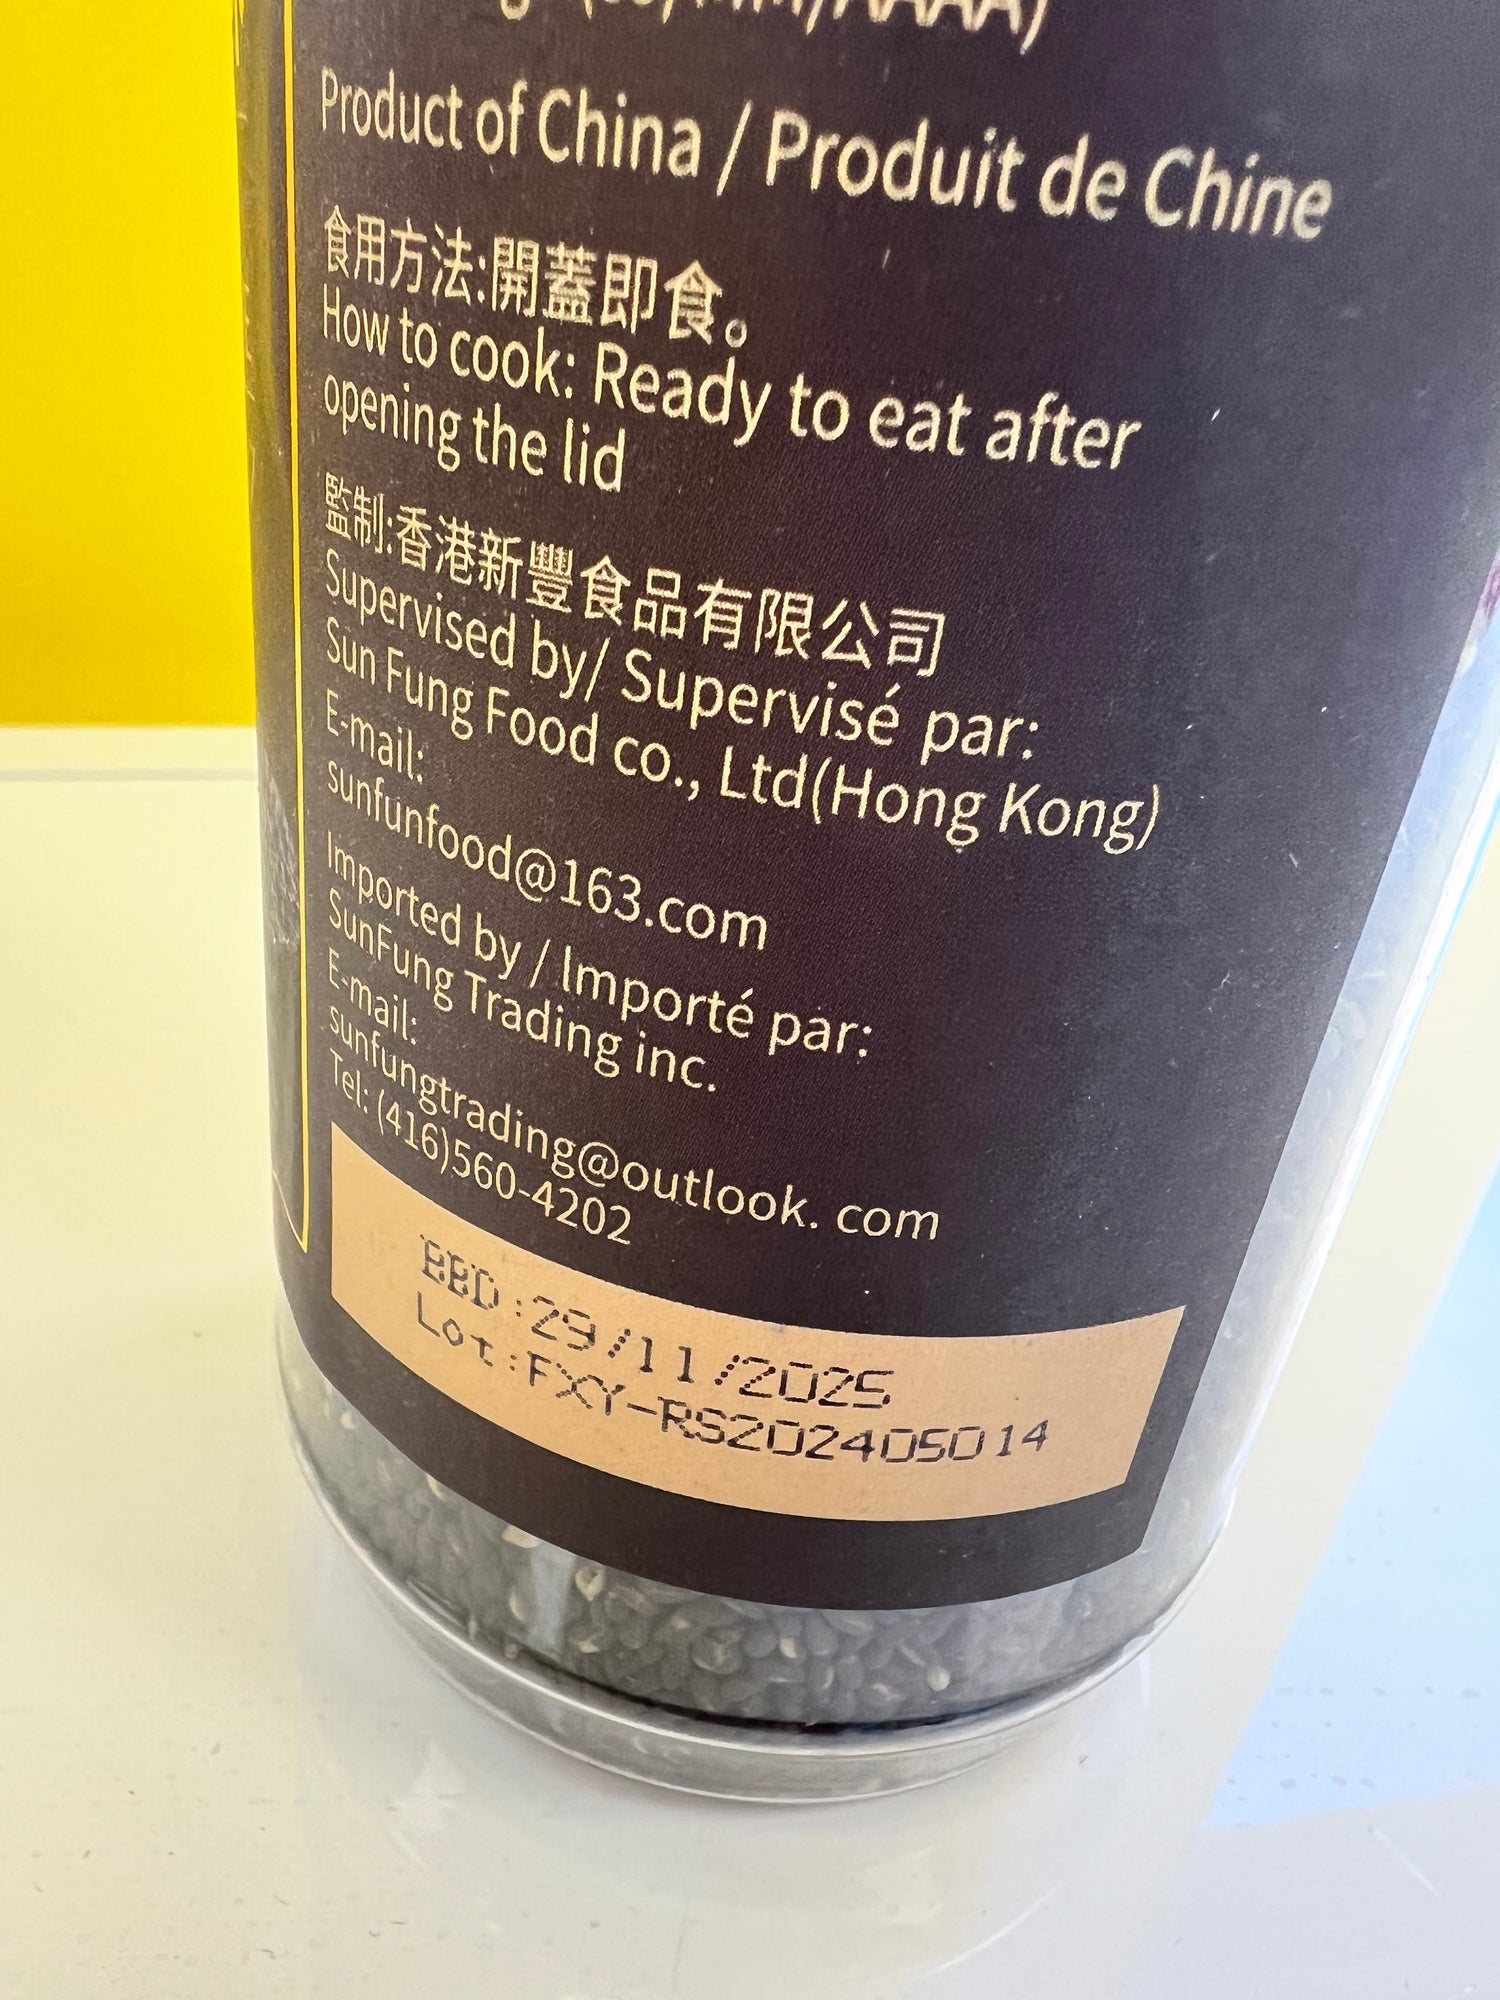 Product of China / Produit de Chine
食用方法:開蓋即食。
How to cook: Ready to eat after
opening the lid
監制:香港新豐食品有限公司
Supervised by/ Supervisé par:
Sun Fung Food co., Ltd(Hong Kong)
E-mail:
sunfunfood@163.com
Imported by / Importé par:
SunFung Trading inc.
E-mail:
sunfungtrading@outlook. com
Tel: (416)560-4202
BBD:29/11/2025
Lot:FXY-RS202405014